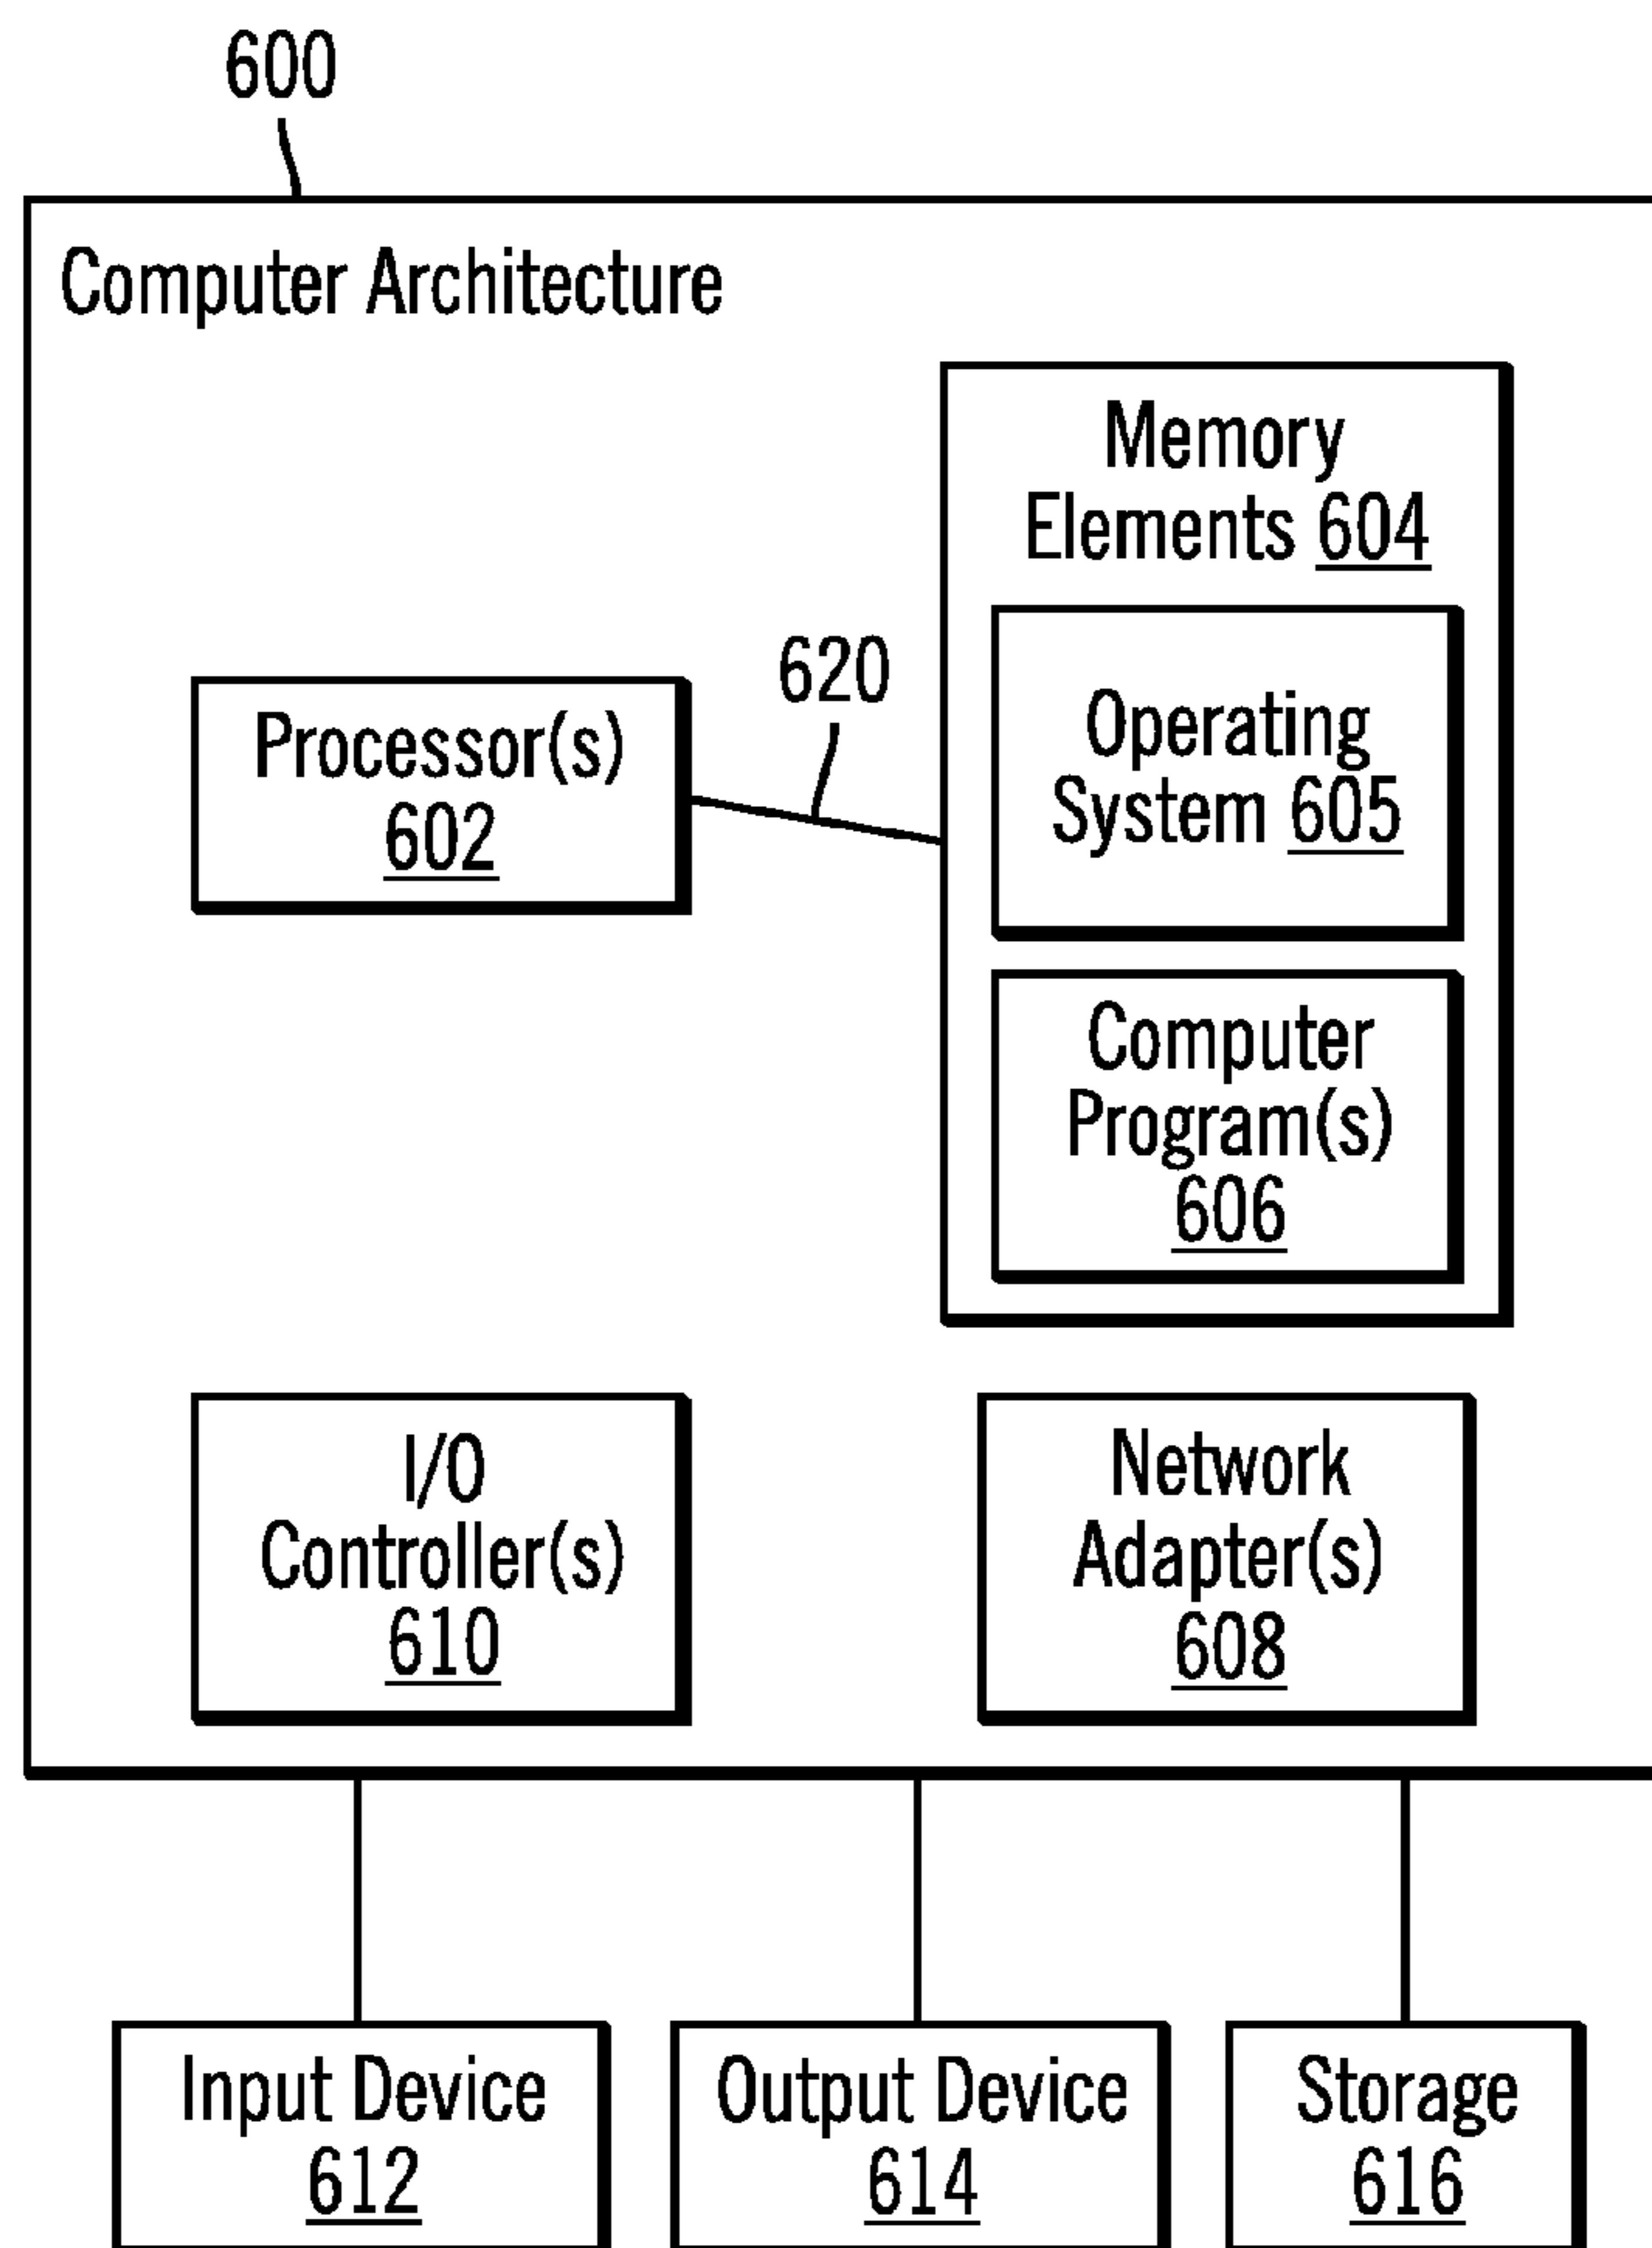 600
Computer Architecture
Memory
Elements 604
620
Operating
System 605
Processor(s)
602
Computer
Program(s)
606
I/O
Controller(s)
610
Network
Adapter(s)
608
Input Device
612
Output Device
614
Storage
616